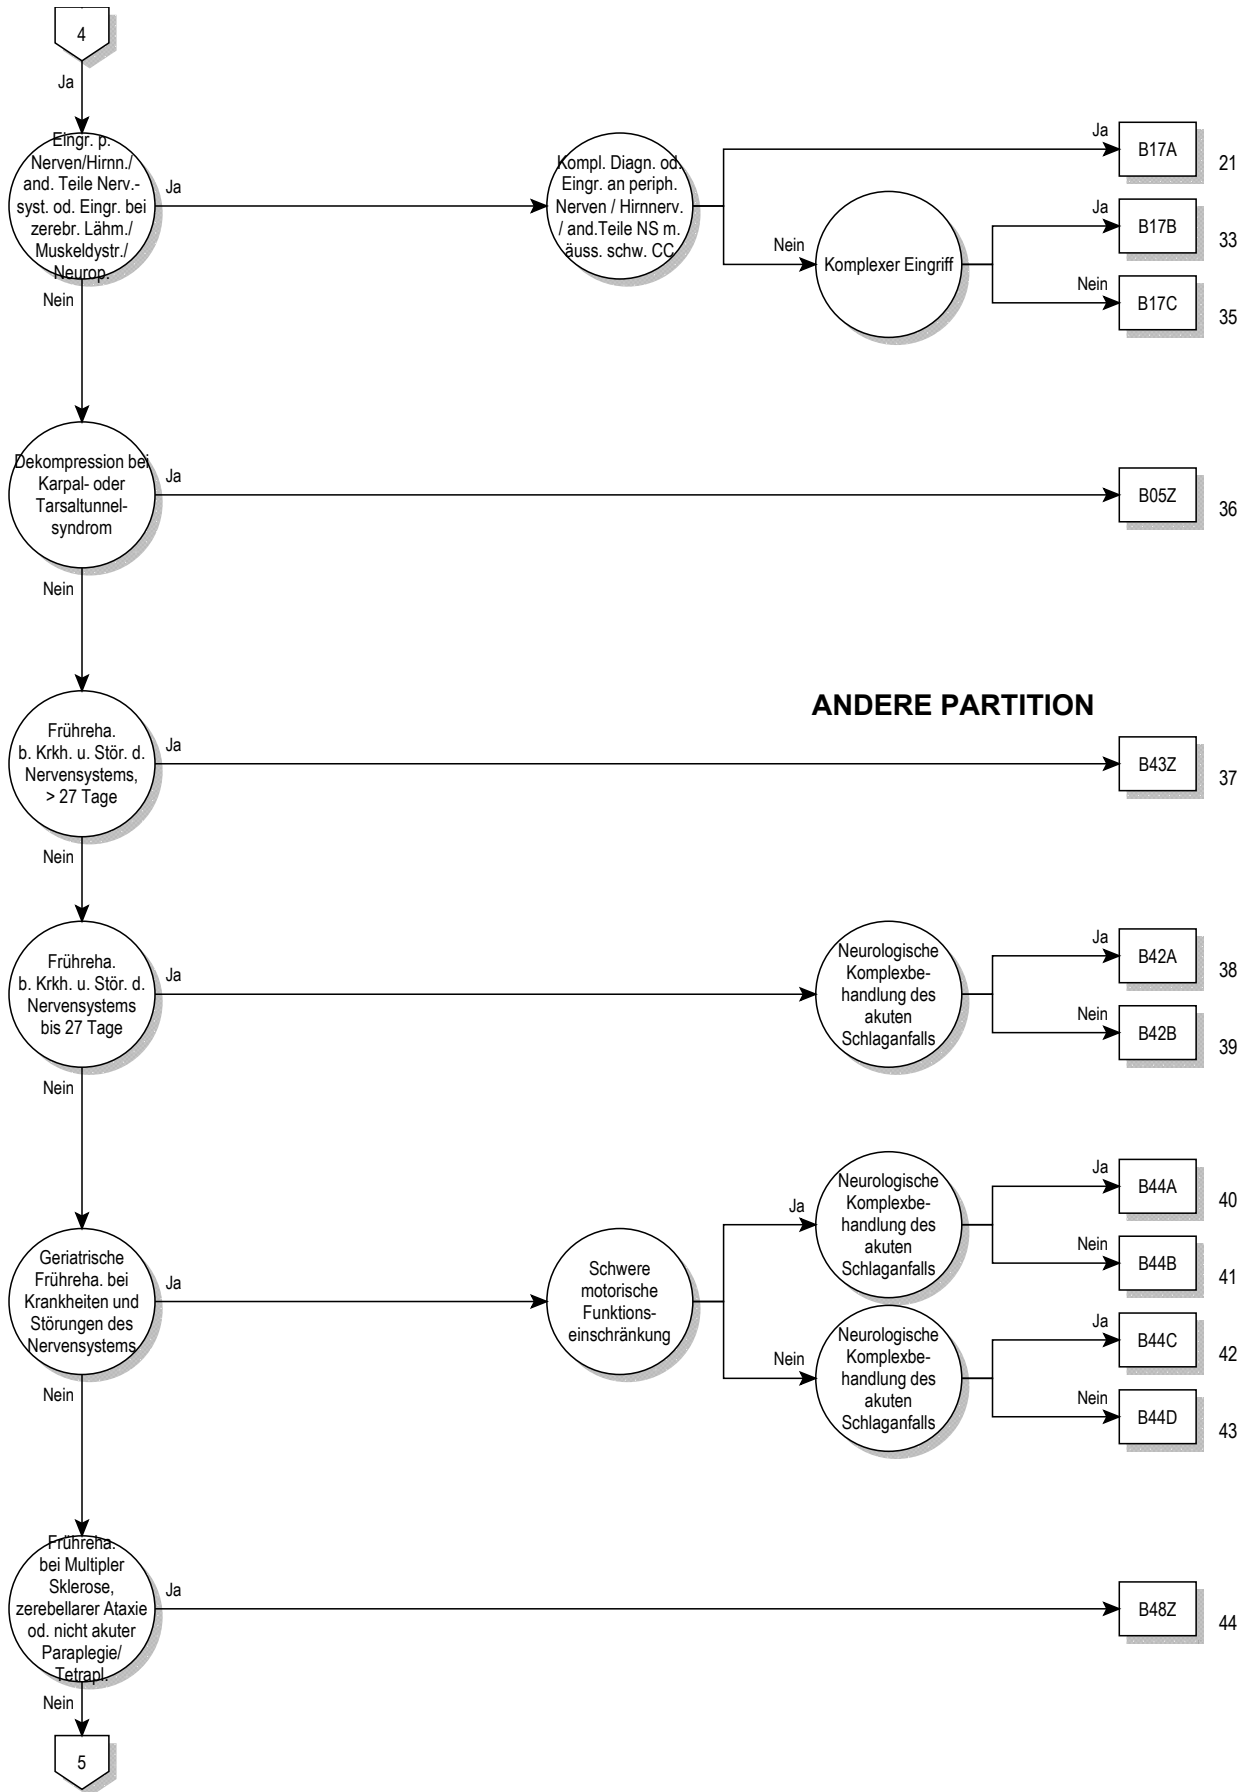 4
Ja
Eingr. p.
Nerven/Hirnn./
and. Teile Nerv.-
syst. od. Eingr. bei
zerebr. Lähm./
Muskeldystr./
Neurop.
Ja
Kompl. Diagn. od.
Eingr. an periph.
Nerven / Hirnnerv.
/ and.Teile NS m.
äuss. schw. CC
Ja
B17A
21
Nein
Komplexer Eingriff
Ja
B17B
33
Nein
B17C
35
Nein
Dekompression bei
Karpal- oder
Tarsaltunnel-
syndrom
Ja
B05Z
36
Nein
ANDERE PARTITION
Frühreha.
b. Krkh. u. Stör. d.
Nervensystems,
> 27 Tage
Ja
B43Z
37
Nein
Frühreha.
b. Krkh. u. Stör. d.
Nervensystems
bis 27 Tage
Ja
Neurologische
Komplexbe-
handlung des
akuten
Schlaganfalls
Ja
B42A
38
Nein
B42B
39
Nein
Geriatrische
Frühreha. bei
Krankheiten und
Störungen des
Nervensystems
Ja
Schwere
motorische
Funktions-
einschränkung
Ja
Neurologische
Komplexbe-
handlung des
akuten
Schlaganfalls
Ja
B44A
40
Nein
B44B
41
Nein
Neurologische
Komplexbe-
handlung des
akuten
Schlaganfalls
Ja
B44C
42
Nein
B44D
43
Nein
Frühreha.
bei Multipler
Sklerose,
zerebellarer Ataxie
od. nicht akuter
Paraplegie/
Tetrapl.
Ja
B48Z
44
Nein
5